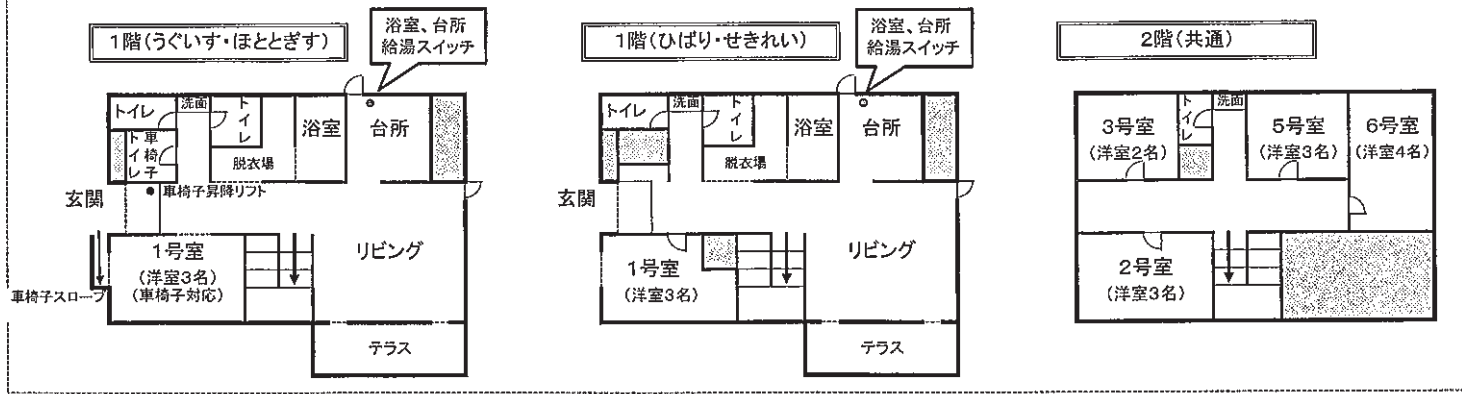 1階(うぐいす・ほととぎす)
浴室、台所
給湯スイッチ
トイレ
洗面
トイレ
浴室
台所
車椅子
トイレ
脱衣場
玄関
車椅子昇降リフト
1号室
(洋室3名)
(車椅子対応)
リビング
車椅子スロープ
テラス
1階(ひばり・せきれい)
浴室、台所
給湯スイッチ
トイレ
洗面
トイレ
浴室
台所
脱衣場
玄関
1号室
(洋室3名)
リビング
テラス
2階(共通)
3号室
(洋室2名)
トイレ
洗面
5号室
(洋室3名)
6号室
(洋室4名)
2号室
(洋室3名)